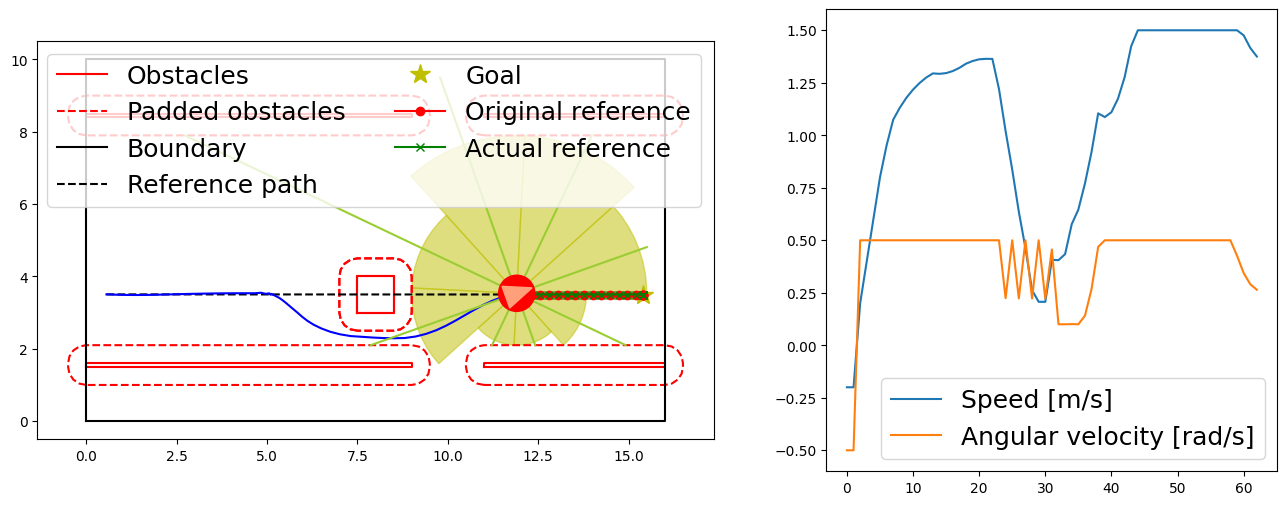 Obstacles
Padded obstacles
Boundary
Reference path
Goal
Original reference
Actual reference
10
8
6
4
2
0
0.0 2.5 5.0 7.5 10.0 12.5 15.0
1.50
1.25
1.00
0.75
0.50
0.25
0.00
−0.25
−0.50
Speed [m/s]
Angular velocity [rad/s]
0 10 20 30 40 50 60